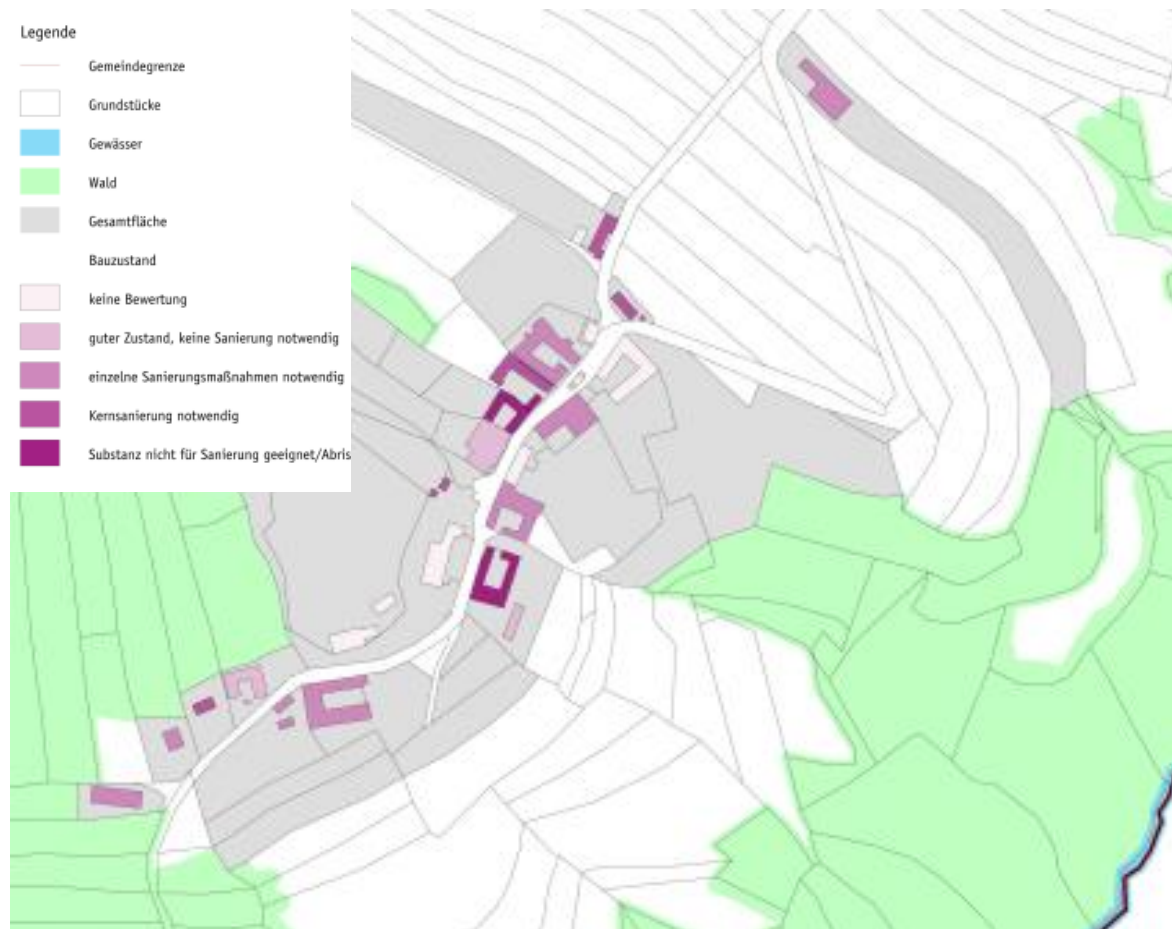 Legende
Gemeindegrenze
Grundstücke
Gewässer
Wald
Gesamtfläche
Bauzustand
keine Bewertung
guter Zustand, keine Sanierung notwendig
einzelne Sanierungsmaßnahmen notwendig
Kernsanierung notwendig
Substanz nicht für Sanierung geeignet/Abris